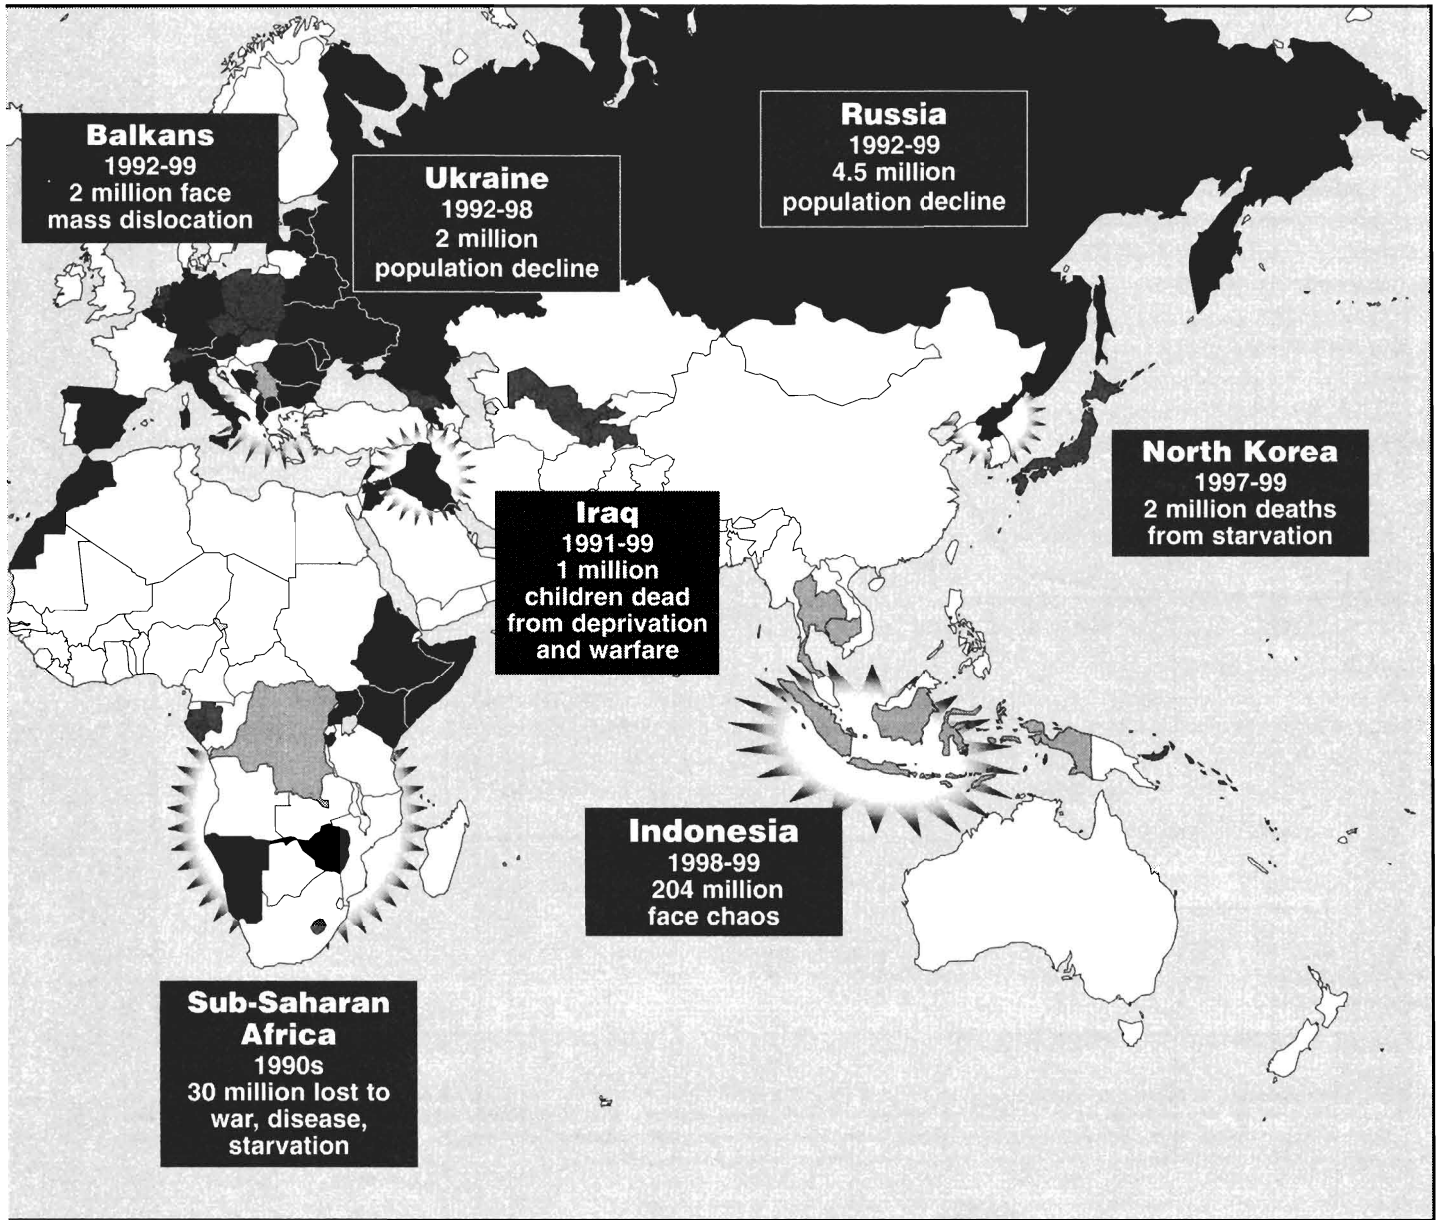 Balkans
1992-99
2 million face
mass dislocation
Ukraine
1992-98
2 million
population decline
Russia
1992-99
4.5 million
population decline
North Korea
1997-99
2 million deaths
from starvation
Iraq
1991-99
1 million
children dead
from deprivation
and warfare
Indonesia
1998-99
204 million
face chaos
Sub-Saharan
Africa
1990s
30 million lost to
war, disease,
starvation